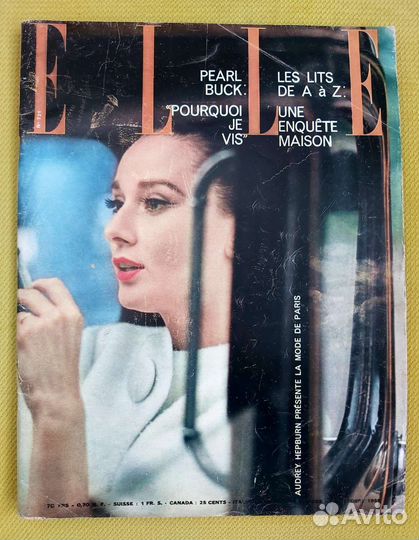 ELLE
PEARL
BUCK:
"POURQUOI
JE
VIS"
LES LITS
DE A à Z:
UNE
ENQUÊTE
MAISON
AUDREY HEPBURN PRÉSENTE LA MODE DE PARIS
F. - SUISSE : 1 FR. S. - CANADA : 25 CENTS -
Avito